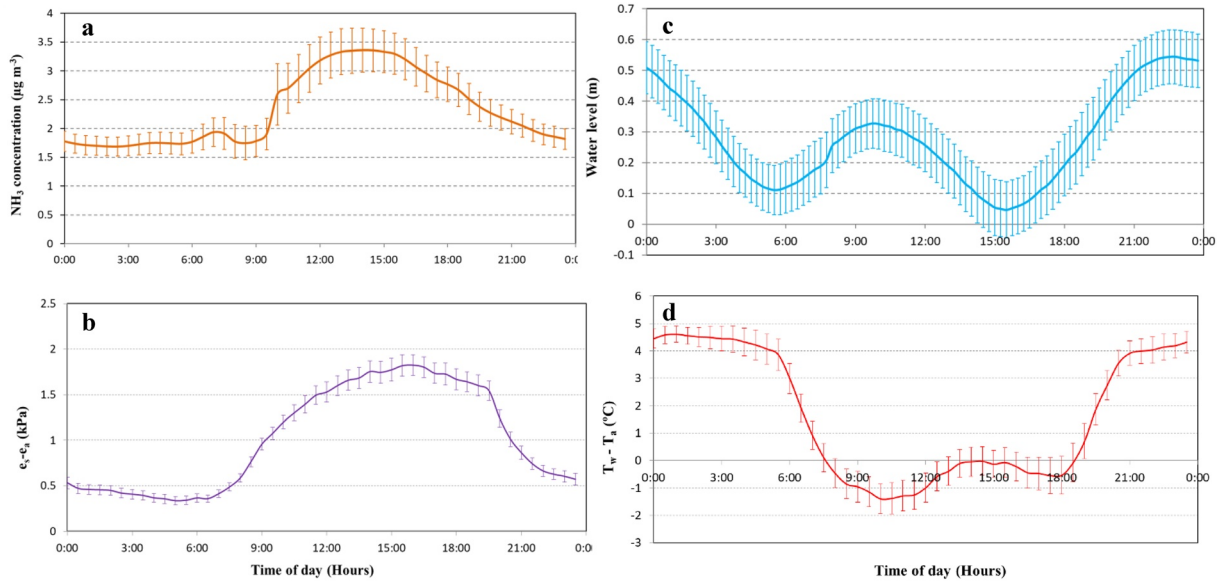 a
NH3 concentration (µg m-3)
4
3.5
3
2.5
2
1.5
1
0.5
0
0:00 3:00 6:00 9:00 12:00 15:00 18:00 21:00 0:0
c
Water level (m)
0.7
0.6
0.5
0.4
0.3
0.2
0.1
0
-0.1
0:00 3:00 6:00 9:00 12:00 15:00 18:00 21:00 0:00
b
es-ea (kPa)
2.5
2
1.5
1
0.5
0
0:00 3:00 6:00 9:00 12:00 15:00 18:00 21:00 0:00
Time of day (Hours)
d
Tw - Ta (ºC)
6
5
4
3
2
1
0
-1
-2
-3
0:00 3:00 6:00 9:00 12:00 15:00 18:00 21:00 0:00
Time of day (Hours)